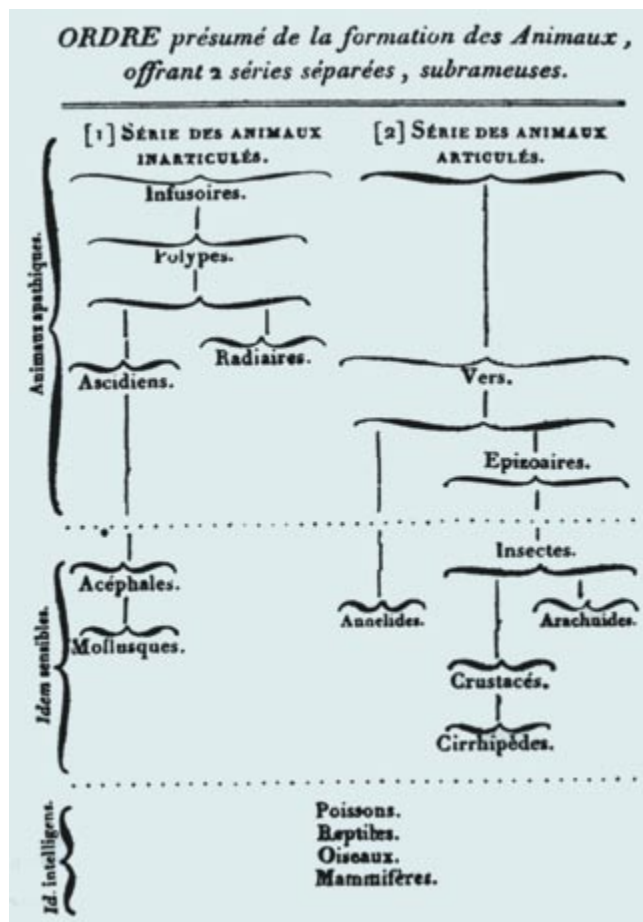 ORDRE présumé de la formation des Animaux,
offrant 2 séries séparées, subrameuses.
[1] SÉRIE DES ANIMAUX
INARTICULÉS.
[2] SÉRIE DES ANIMAUX
ARTICULÉS.
Animaux apathiques.
Infusoires.
Polypes.
Ascidiens.
Radiaires.
Vers.
Epizoaires.
Idem sensibles.
Acéphales.
Mollusques.
Insectes.
Annelides.
Arachnides.
Crustacés.
Cirrhipèdes.
Id. intelligens.
Poissons.
Reptiles.
Oiseaux.
Mammifères.